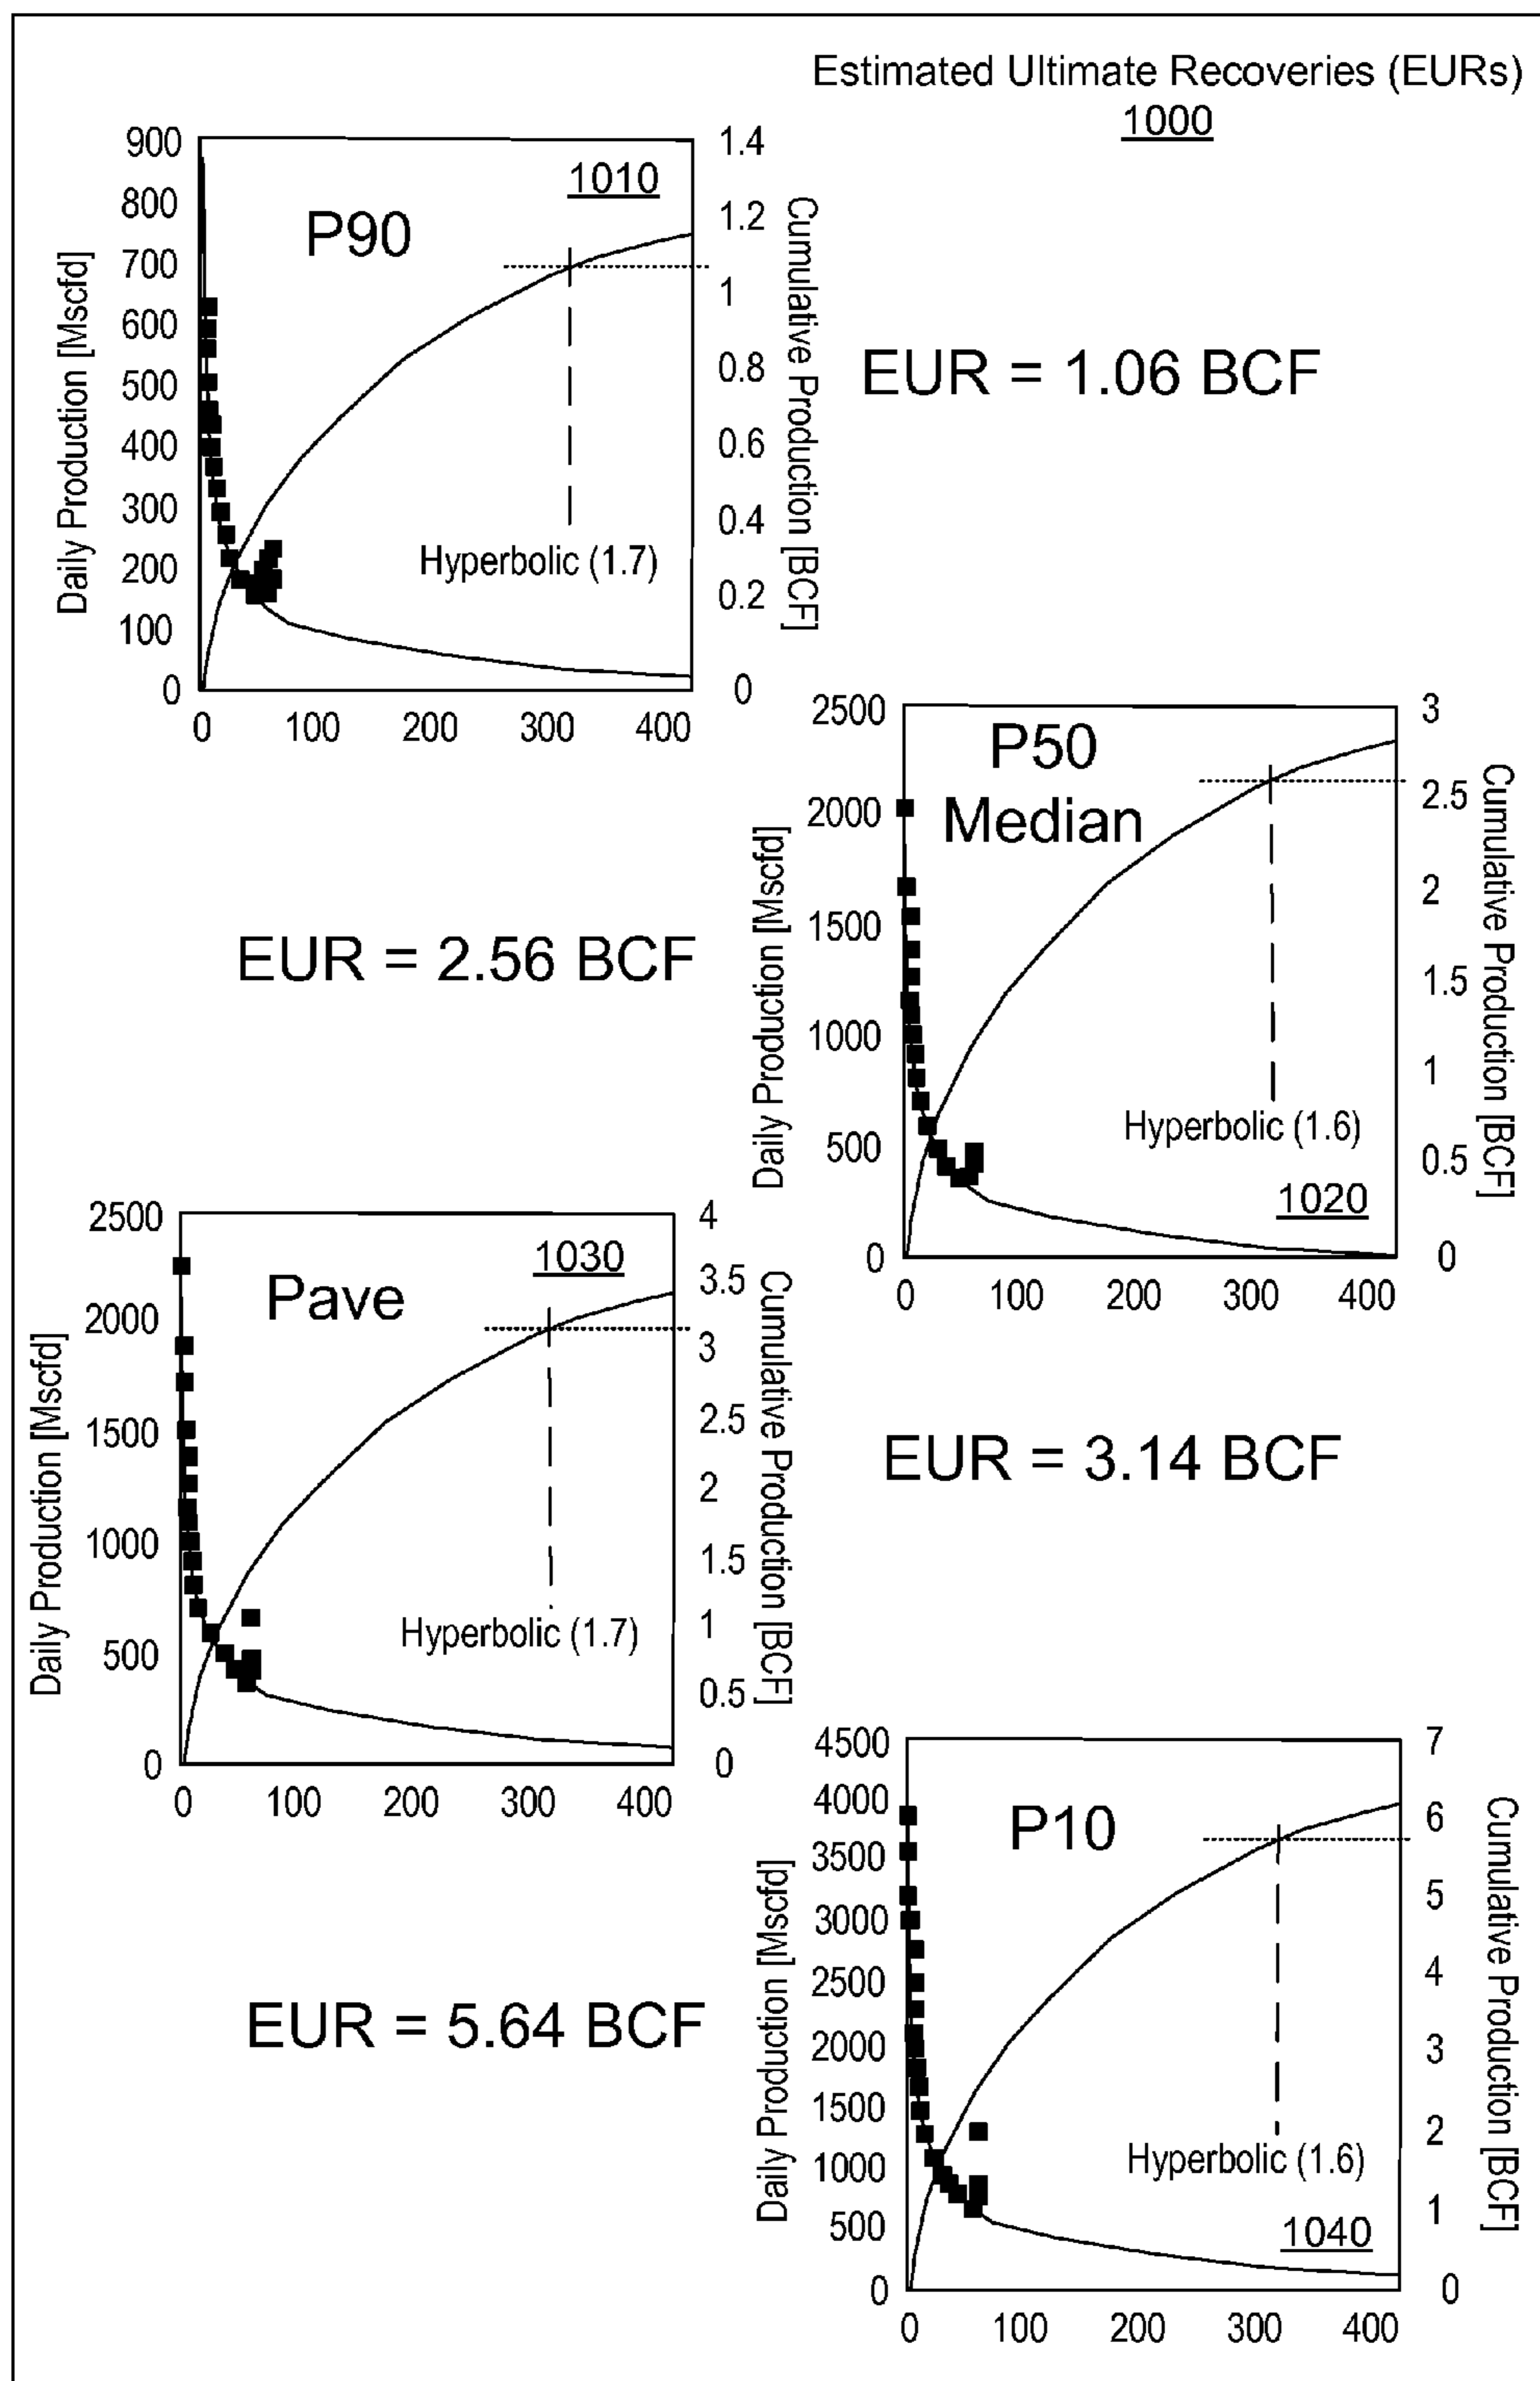 Estimated Ultimate Recoveries (EURs)
1000
900
800
700
600
500
400
300
200
100
0
Daily Production [Mscfd]
P90
1010
Hyperbolic (1.7)
1.4
1.2
1
0.8
0.6
0.4
0.2
0
Cumulative Production [BCF]
0 100 200 300 400
EUR = 1.06 BCF
2500
2000
1500
1000
500
0
Daily Production [Mscfd]
P50
Median
Hyperbolic (1.6)
1020
3
2.5
2
1.5
1
0.5
0
Cumulative Production [BCF]
0 100 200 300 400
EUR = 2.56 BCF
2500
2000
1500
1000
500
0
Daily Production [Mscfd]
Pave
1030
Hyperbolic (1.7)
4
3.5
3
2.5
2
1.5
1
0.5
0
Cumulative Production [BCF]
0 100 200 300 400
EUR = 3.14 BCF
4500
4000
3500
3000
2500
2000
1500
1000
500
0
Daily Production [Mscfd]
P10
Hyperbolic (1.6)
1040
7
6
5
4
3
2
1
0
Cumulative Production [BCF]
0 100 200 300 400
EUR = 5.64 BCF